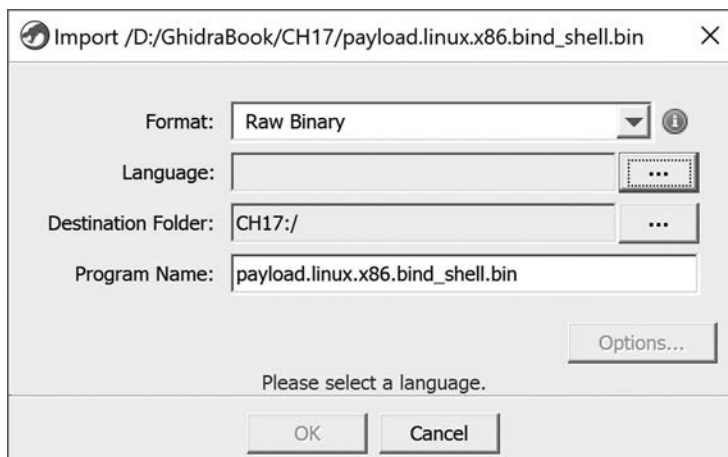 Import /D:/GhidraBook/CH17/payload.linux.x86.bind_shell.bin
Format: Raw Binary
Language: ...
Destination Folder: CH17:/ ...
Program Name: payload.linux.x86.bind_shell.bin
Options...
Please select a language.
OK Cancel